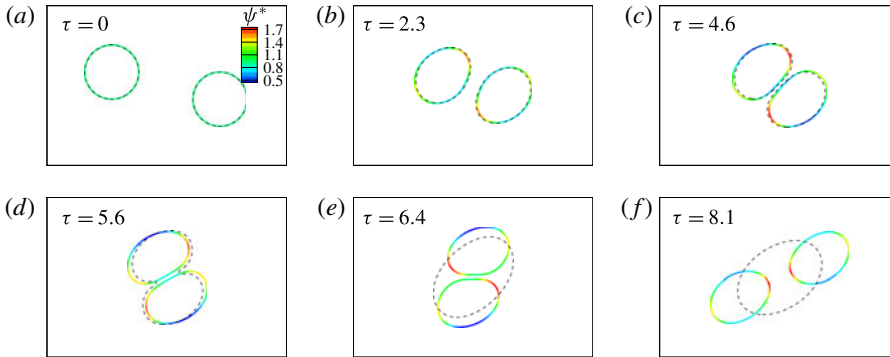 (a)
τ = 0
ψ*
1.7
1.4
1.1
0.8
0.5
(b)
τ = 2.3
(c)
τ = 4.6
(d)
τ = 5.6
(e)
τ = 6.4
(f)
τ = 8.1